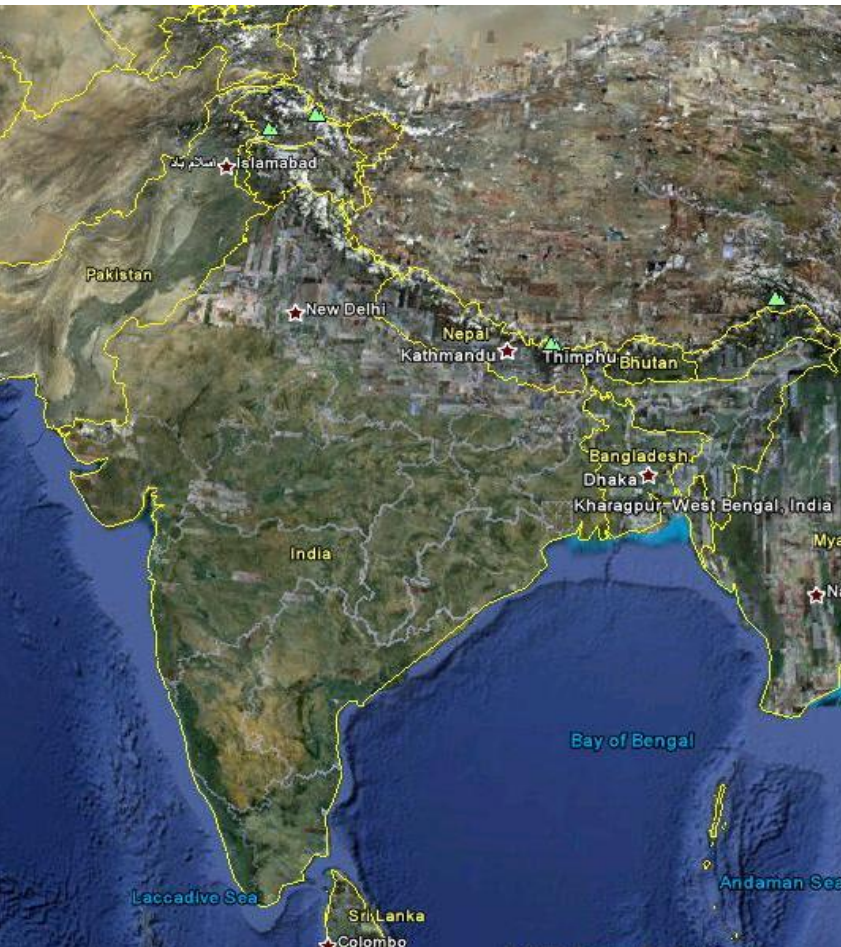 اسلام آباد
Islamabad
Pakistan
New Delhi
Nepal
Kathmandu
Thimphu
Bhutan
Bangladesh
Dhaka
Kharagpur, West Bengal, India
India
Mya
Na
Bay of Bengal
Andaman Sea
Laccadive Sea
Sri Lanka
Colombo